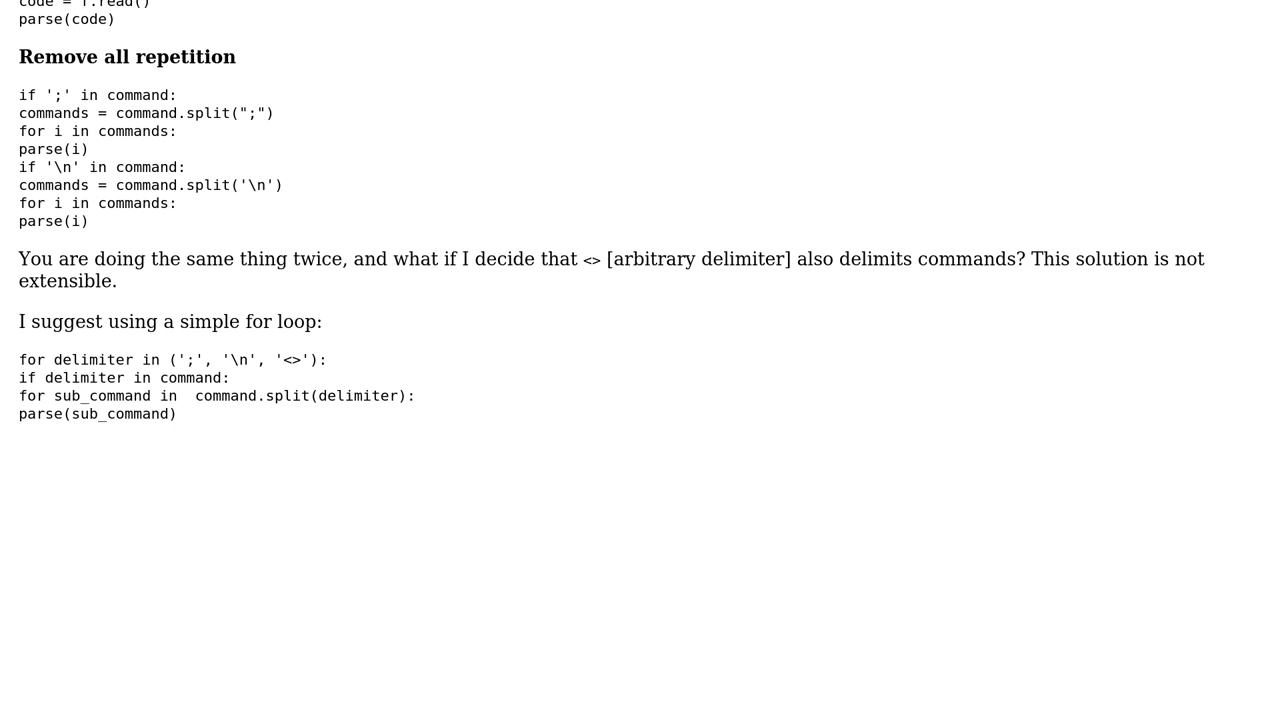 code = f.read()
parse(code)
Remove all repetition
if ';' in command:
commands = command.split(";")
for i in commands:
parse(i)
if '\n' in command:
commands = command.split('\n')
for i in commands:
parse(i)
You are doing the same thing twice, and what if I decide that <> [arbitrary delimiter] also delimits commands? This solution is not
extensible.
I suggest using a simple for loop:
for delimiter in (';', '\n', '<>'):
if delimiter in command:
for sub_command in  command.split(delimiter):
parse(sub_command)